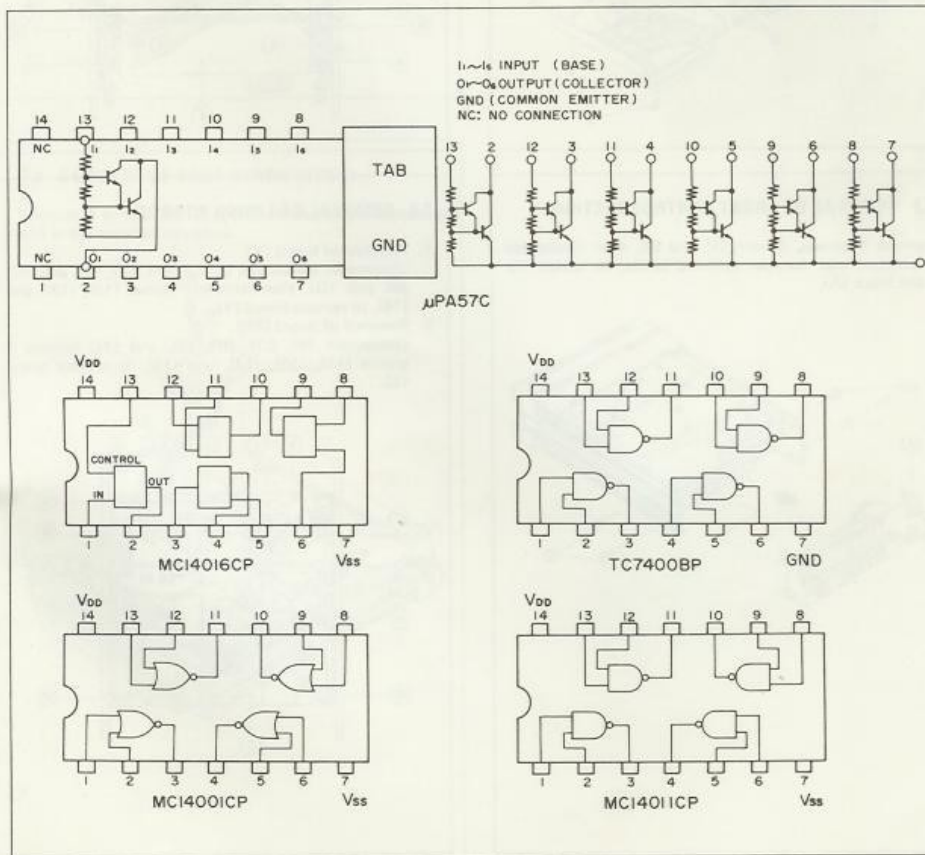 I₁~I₆ INPUT (BASE)
O₁~O₆ OUTPUT (COLLECTOR)
GND (COMMON EMITTER)
NC: NO CONNECTION
14 13 12 11 10 9 8
NC I₁ I₂ I₃ I₄ I₅ I₆
TAB
GND
NC O₁ O₂ O₃ O₄ O₅ O₆
1 2 3 4 5 6 7
13 2 12 3 11 4 10 5 9 6 8 7
μPA57C
VDD
14 13 12 11 10 9 8
CONTROL
IN
OUT
1 2 3 4 5 6 7
MC14016CP VSS
VDD
14 13 12 11 10 9 8
1 2 3 4 5 6 7
TC7400BP GND
VDD
14 13 12 11 10 9 8
1 2 3 4 5 6 7
MC14001CP VSS
VDD
14 13 12 11 10 9 8
1 2 3 4 5 6 7
MC14011CP VSS